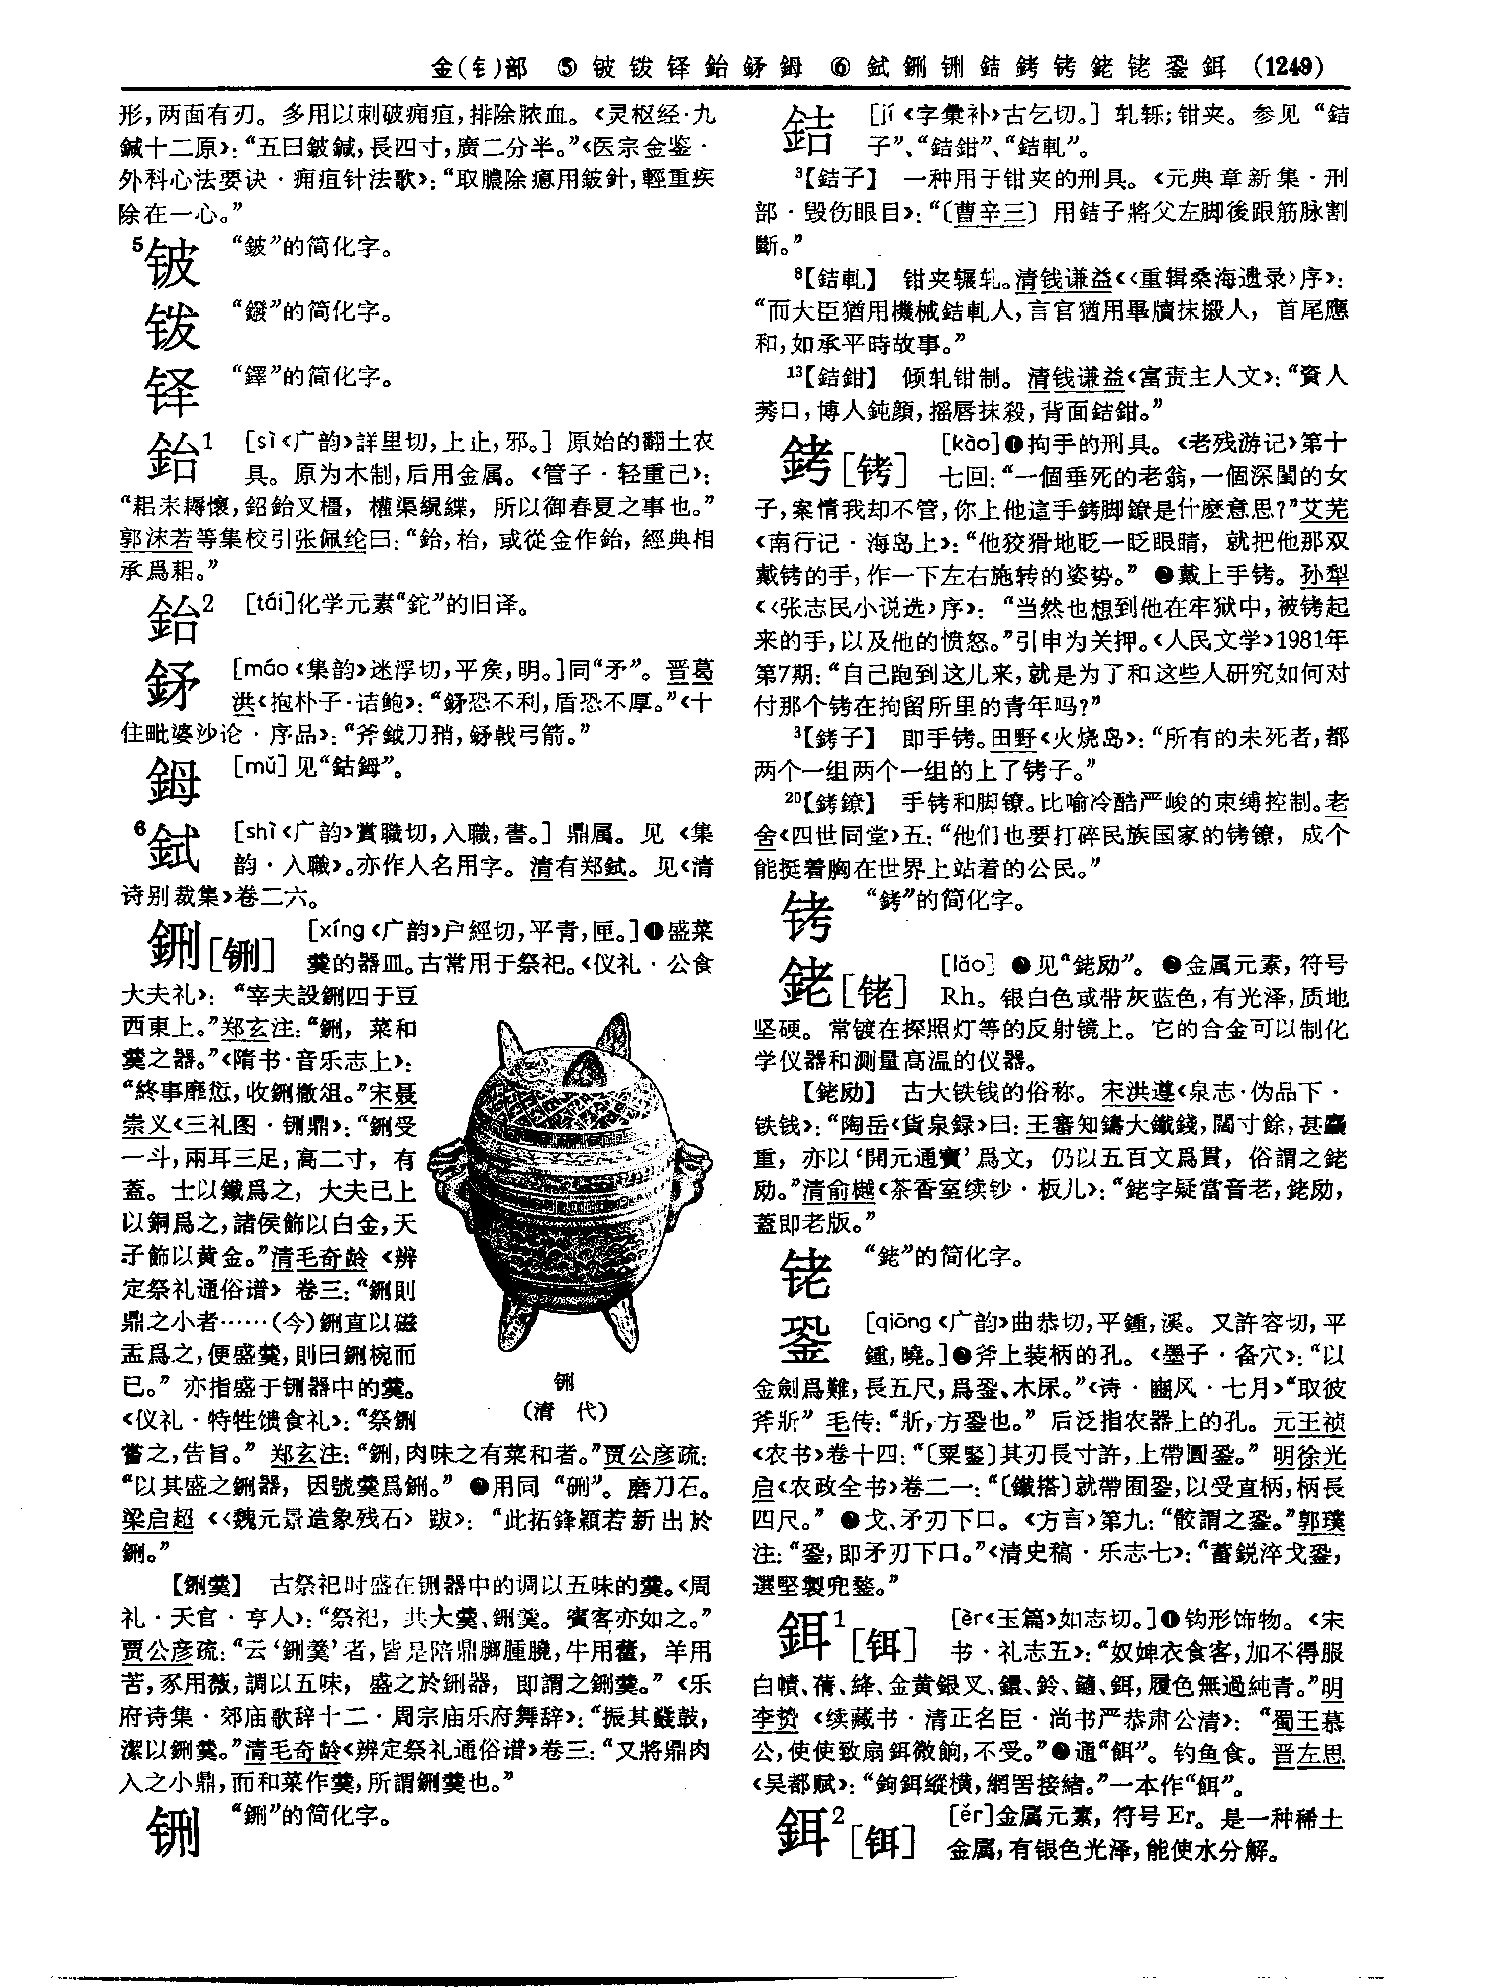 金(钅)部 ⑤ 铍 䥽 铎 鈶 䤾 鉧 ⑥ 鉽 鉶 铏 銡 銬 铐 銠 铑 銎 鉺 (1249)
形,两面有刃。多用以刺破痈疽,排除脓血。《灵枢经·九
鍼十二原》:“五曰鈹鍼,長四寸,廣二分半。”《医宗金鉴·
外科心法要诀·痈疽针法歌》:“取膿除瘜用鈹針,輕重疾
除在一心。”
5铍 “鈹”的简化字。
䥽 “鏺”的简化字。
铎 “鐸”的简化字。
鈶1 [sì《广韵》詳里切,上止,邪。] 原始的翻土农
具。原为木制,后用金属。《管子·轻重己》:
“耜耒耨懷,鉊鈶叉橿,權渠繉緤,所以御春夏之事也。”
郭沫若等集校引张佩纶曰:“鈶,枱,或從金作鈶,經典相
承爲耜。”
鈶2 [tái]化学元素“鉈”的旧译。
䤾 [máo《集韵》迷浮切,平矦,明。]同“矛”。晋葛
洪《抱朴子·诘鲍》:“䤾恐不利,盾恐不厚。”《十
住毗婆沙论·序品》:“斧鉞刀矟,䤾戟弓箭。”
鉧 [mǔ] 见“鈷鉧”。
6鉽 [shì《广韵》賞職切,入職,書。] 鼎属。见《集
韵·入職》。亦作人名用字。清有郑鉽。见《清
诗别裁集》卷二六。
鉶[铏] [xíng《广韵》户經切,平青,匣。]❶盛菜
羹的器皿。古常用于祭祀。《仪礼·公食
大夫礼》:“宰夫設鉶四于豆
西東上。”郑玄注:“鉶,菜和
羹之器。”《隋书·音乐志上》:
“終事靡愆,收鉶徹俎。”宋聂
崇义《三礼图·铏鼎》:“鉶受
一斗,兩耳三足,高二寸,有
蓋。士以鐵爲之,大夫已上
以銅爲之,諸侯飾以白金,天
子飾以黄金。”清毛奇龄《辨
定祭礼通俗谱》卷三:“鉶則
鼎之小者……(今)鉶直以磁
盂爲之,便盛羹,則曰鉶椀而
已。”亦指盛于铏器中的羹。
《仪礼·特牲馈食礼》:“祭鉶
嘗之,告旨。”郑玄注:“鉶,肉味之有菜和者。”贾公彦疏:
“以其盛之鉶器,因號羹爲鉶。”❷用同“硎”。磨刀石。
梁启超《〈魏元景造象残石〉跋》:“此拓鋒穎若新出於
鉶。”
【鉶羹】 古祭祀时盛在铏器中的调以五味的羹。《周
礼·天官·亨人》:“祭祀,共大羹、鉶羹。賓客亦如之。”
贾公彦疏:“云‘鉶羹’者,皆是陪鼎膷臐膮,牛用藿,羊用
苦,豕用薇,調以五味,盛之於鉶器,即謂之鉶羹。”《乐
府诗集·郊庙歌辞十二·周宗庙乐府舞辞》:“振其鼗鼓,
潔以鉶羹。”清毛奇龄《辨定祭礼通俗谱》卷三:“又將鼎肉
入之小鼎,而和菜作羹,所謂鉶羹也。”
铏 “鉶”的简化字。
铏
(清 代)
銡 [jí《字彙补》古乞切。] 轧轹;钳夹。参见“銡
子”、“銡鉗”、“銡軋”。
3【銡子】 一种用于钳夹的刑具。《元典章新集·刑
部·毁伤眼目》:“〔曹辛三〕用銡子將父左脚後跟筋脉割
斷。”
8【銡軋】 钳夹辗轧。清钱谦益《〈重辑桑海遗录〉序》:
“而大臣猶用機械銡軋人,言官猶用畢牘抹摋人,首尾應
和,如承平時故事。”
13【銡鉗】 倾轧钳制。清钱谦益《富责主人文》:“資人
莠口,博人鈍顔,摇唇抹殺,背面銡鉗。”
銬[铐] [kào]❶拘手的刑具。《老残游记》第十
七回:“一個垂死的老翁,一個深閨的女
子,案情我却不管,你上他這手銬脚鐐是什麽意思?”艾芜
《南行记·海岛上》:“他狡猾地眨一眨眼睛,就把他那双
戴铐的手,作一下左右旋转的姿势。”❷戴上手铐。孙犁
《〈张志民小说选〉序》:“当然也想到他在牢狱中,被铐起
来的手,以及他的愤怒。”引申为关押。《人民文学》1981年
第7期:“自己跑到这儿来,就是为了和这些人研究如何对
付那个铐在拘留所里的青年吗?”
3【銬子】 即手铐。田野《火烧岛》:“所有的未死者,都
两个一组两个一组的上了铐子。”
20【銬鐐】 手铐和脚镣。比喻冷酷严峻的束缚控制。老
舍《四世同堂》五:“他们也要打碎民族国家的铐镣,成个
能挺着胸在世界上站着的公民。”
铐 “銬”的简化字。
銠[铑] [lǎo] ❶见“銠㔹”。❷金属元素,符号
Rh。银白色或带灰蓝色,有光泽,质地
坚硬。常镀在探照灯等的反射镜上。它的合金可以制化
学仪器和测量高温的仪器。
【銠㔹】 古大铁钱的俗称。宋洪遵《泉志·伪品下·
铁钱》:“陶岳《貨泉録》曰:王審知鑄大鐵錢,闊寸餘,甚麤
重,亦以‘開元通寶’爲文,仍以五百文爲貫,俗謂之銠
㔹。”清俞樾《茶香室续钞·板儿》:“銠字疑當音老,銠㔹,
蓋即老版。”
铑 “銠”的简化字。
銎 [qiōng《广韵》曲恭切,平鍾,溪。又許容切,平
鍾,曉。]❶斧上装柄的孔。《墨子·备穴》:“以
金劍爲難,長五尺,爲銎、木㞒。”《诗·豳风·七月》“取彼
斧斨”毛传:“斨,方銎也。”后泛指农器上的孔。元王祯
《农书》卷十四:“〔粟鋻〕其刃長寸許,上帶圓銎。”明徐光
启《农政全书》卷二一:“〔鐵搭〕就帶圜銎,以受直柄,柄長
四尺。”❷戈、矛刃下口。《方言》第九:“骹謂之銎。”郭璞
注:“銎,即矛刃下口。”《清史稿·乐志七》:“蓄鋭淬戈銎,
選堅製兜鍪。”
鉺1[铒] [èr《玉篇》如志切。]❶钩形饰物。《宋
书·礼志五》:“奴婢衣食客,加不得服
白幘、蒨、絳、金黄銀叉、鐶、鈴、鏑、鉺,履色無過純青。”明
李贽《续藏书·清正名臣·尚书严恭肃公清》:“蜀王慕
公,使使致扇鉺微餉,不受。”❷通“餌”。钓鱼食。晋左思
《吴都赋》:“鉤鉺縱横,網罟接緒。”一本作“餌”。
鉺2[铒] [ěr]金属元素,符号Er。是一种稀土
金属,有银色光泽,能使水分解。